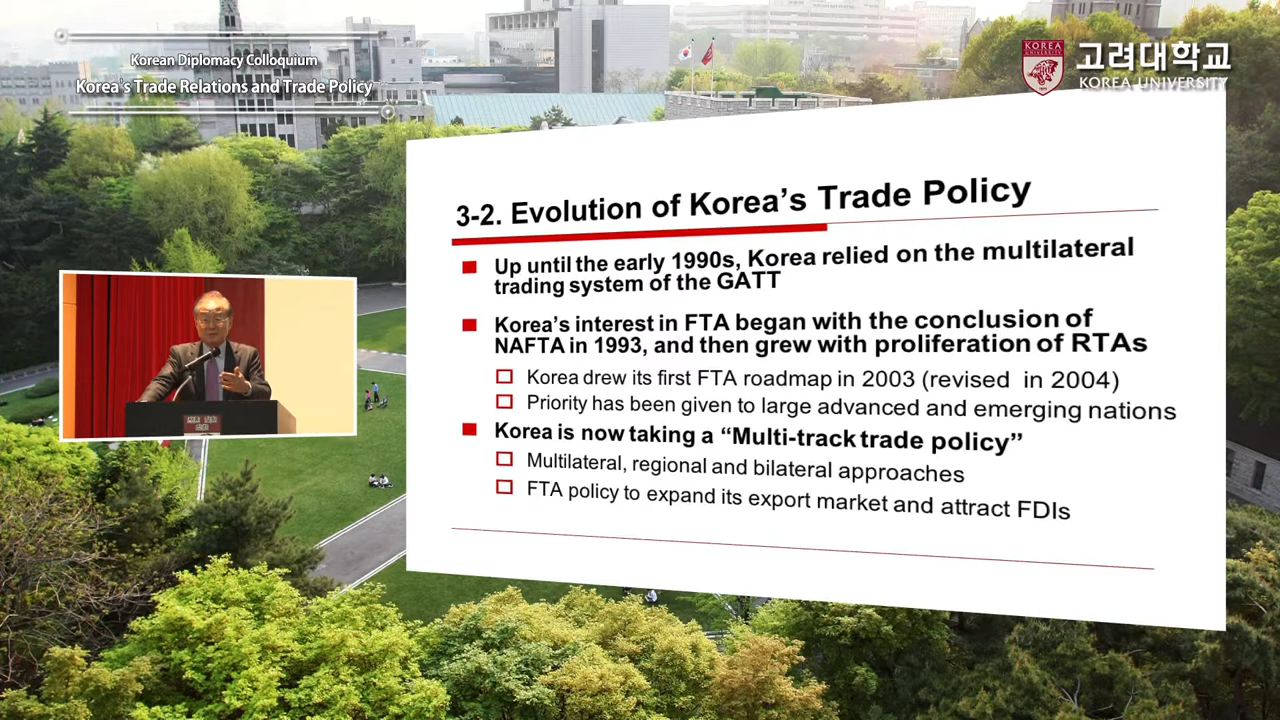 Korean Diplomacy Colloquium
Korea's Trade Relations and Trade Policy
KOREA
UNIVERSITY
1905
고려대학교
KOREA UNIVERSITY
3-2. Evolution of Korea's Trade Policy
Up until the early 1990s, Korea relied on the multilateral
trading system of the GATT
Korea's interest in FTA began with the conclusion of
NAFTA in 1993, and then grew with proliferation of RTAs
Korea drew its first FTA roadmap in 2003 (revised in 2004)
Priority has been given to large advanced and emerging nations
Korea is now taking a “Multi-track trade policy”
Multilateral, regional and bilateral approaches
FTA policy to expand its export market and attract FDIs